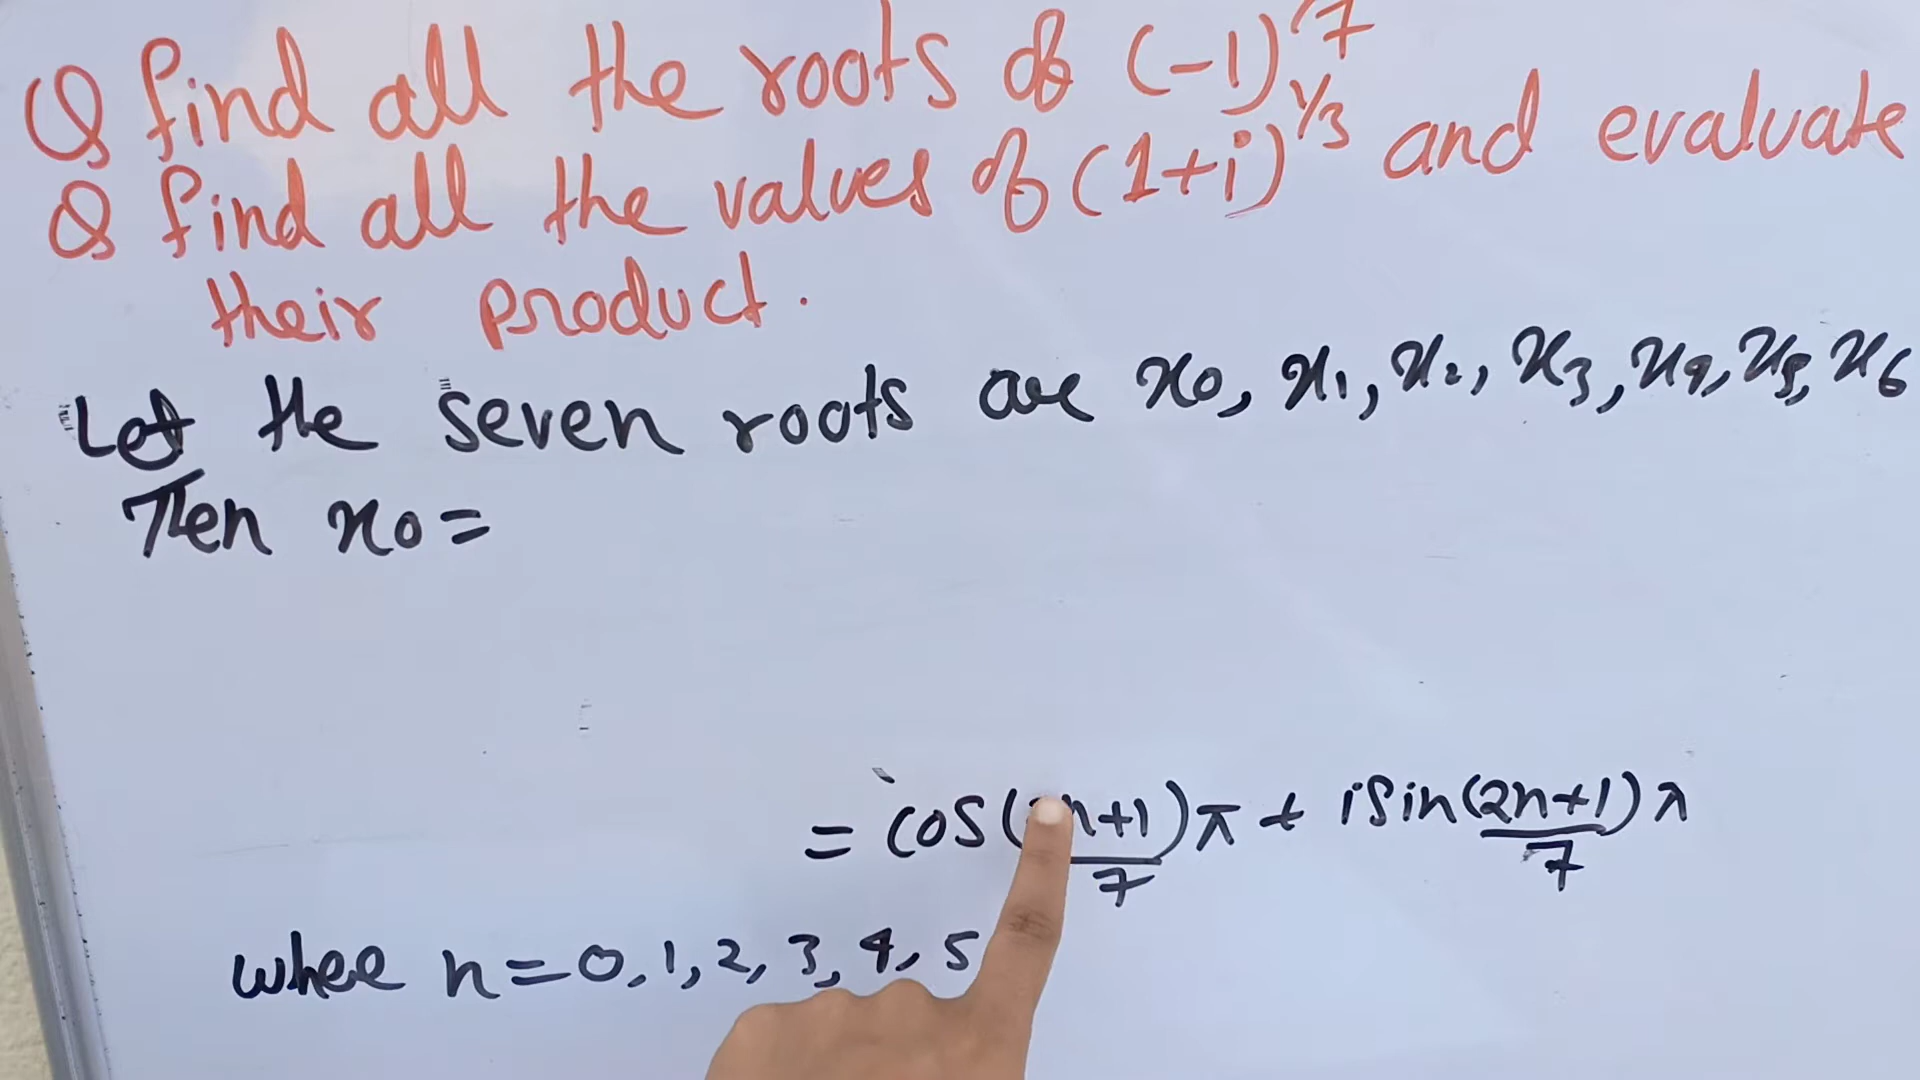 Q find all the roots of (-1)^1/7
Q find all the values of (1+i)^1/3 and evaluate
their product.
Let the seven roots are x0, x1, x2, x3, x4, x5, x6
Then x0 =
= cos(2n+1)π/7 + isin(2n+1)π/7
whee n=0, 1, 2, 3, 4, 5